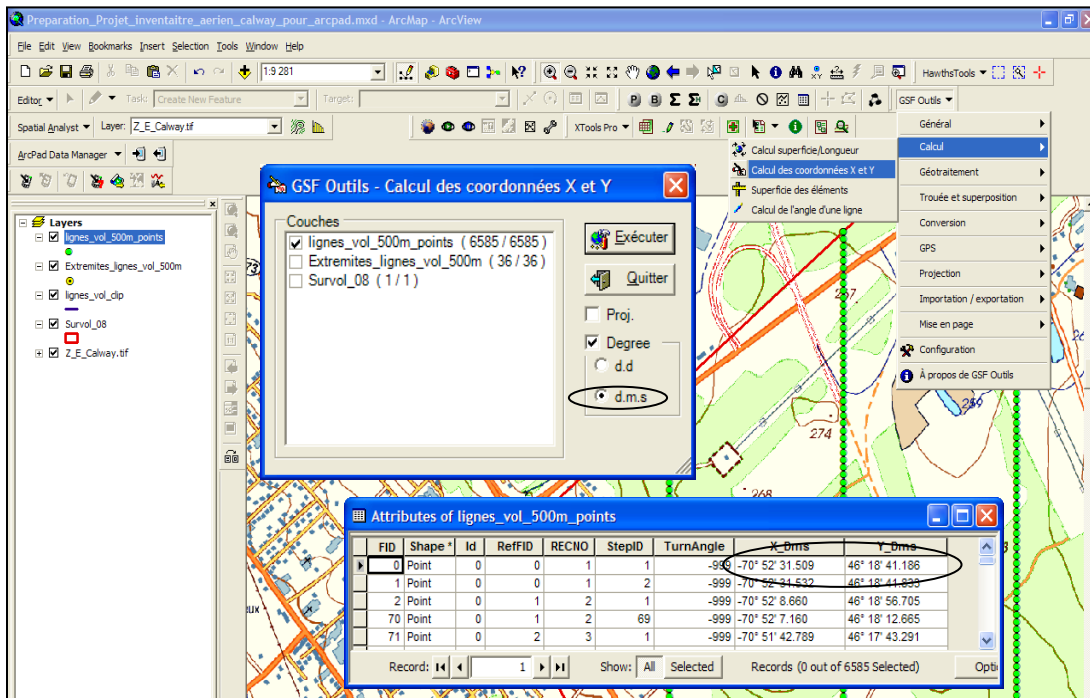 Preparation_Projet_inventaitre_aerien_calway_pour_arcpad.mxd - ArcMap - ArcView
File Edit View Bookmarks Insert Selection Tools Window Help
1:9 281
HawthsTools
Editor Task: Create New Feature Target:
GSF Outils
Spatial Analyst Layer: Z_E_Calway.tif
XTools Pro
ArcPad Data Manager
Général
Calcul
Géotraitement
Trouée et superposition
Conversion
GPS
Projection
Importation / exportation
Mise en page
Configuration
À propos de GSF Outils
Calcul superficie/Longueur
Calcul des coordonnées X et Y
Superficie des éléments
Calcul de l'angle d'une ligne
Layers
lignes_vol_500m_points
Extremites_lignes_vol_500m
lignes_vol_clip
Survol_08
Z_E_Calway.tif
GSF Outils - Calcul des coordonnées X et Y
Couches
lignes_vol_500m_points ( 6585 / 6585 )
Extremites_lignes_vol_500m ( 36 / 36 )
Survol_08 ( 1 / 1 )
Exécuter
Quitter
Proj.
Degree
d.d
d.m.s
259
274
268
Attributes of lignes_vol_500m_points
FID Shape * Id RefFID RECNO StepID TurnAngle X_Dms Y_Dms
0 Point 0 0 1 1 -999 -70° 52' 31.509 46° 18' 41.186
1 Point 0 0 1 2 -999 -70° 52' 31.532 46° 18' 41.833
2 Point 0 1 2 1 -999 -70° 52' 8.660 46° 18' 56.705
70 Point 0 1 2 69 -999 -70° 52' 7.160 46° 18' 12.665
71 Point 0 2 3 1 -999 -70° 51' 42.789 46° 17' 43.291
Record: 1 Show: All Selected Records (0 out of 6585 Selected) Opti